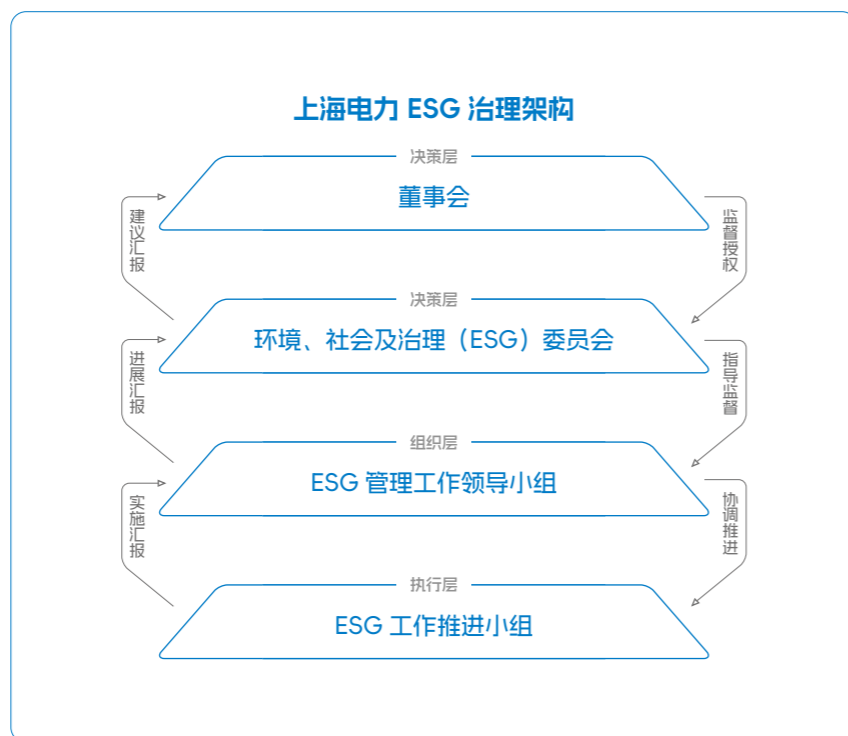 上海电力 ESG 治理架构
决策层
董事会
建议汇报
监督授权
决策层
环境、社会及治理（ESG）委员会
进展汇报
指导监督
组织层
ESG 管理工作领导小组
实施汇报
协调推进
执行层
ESG 工作推进小组